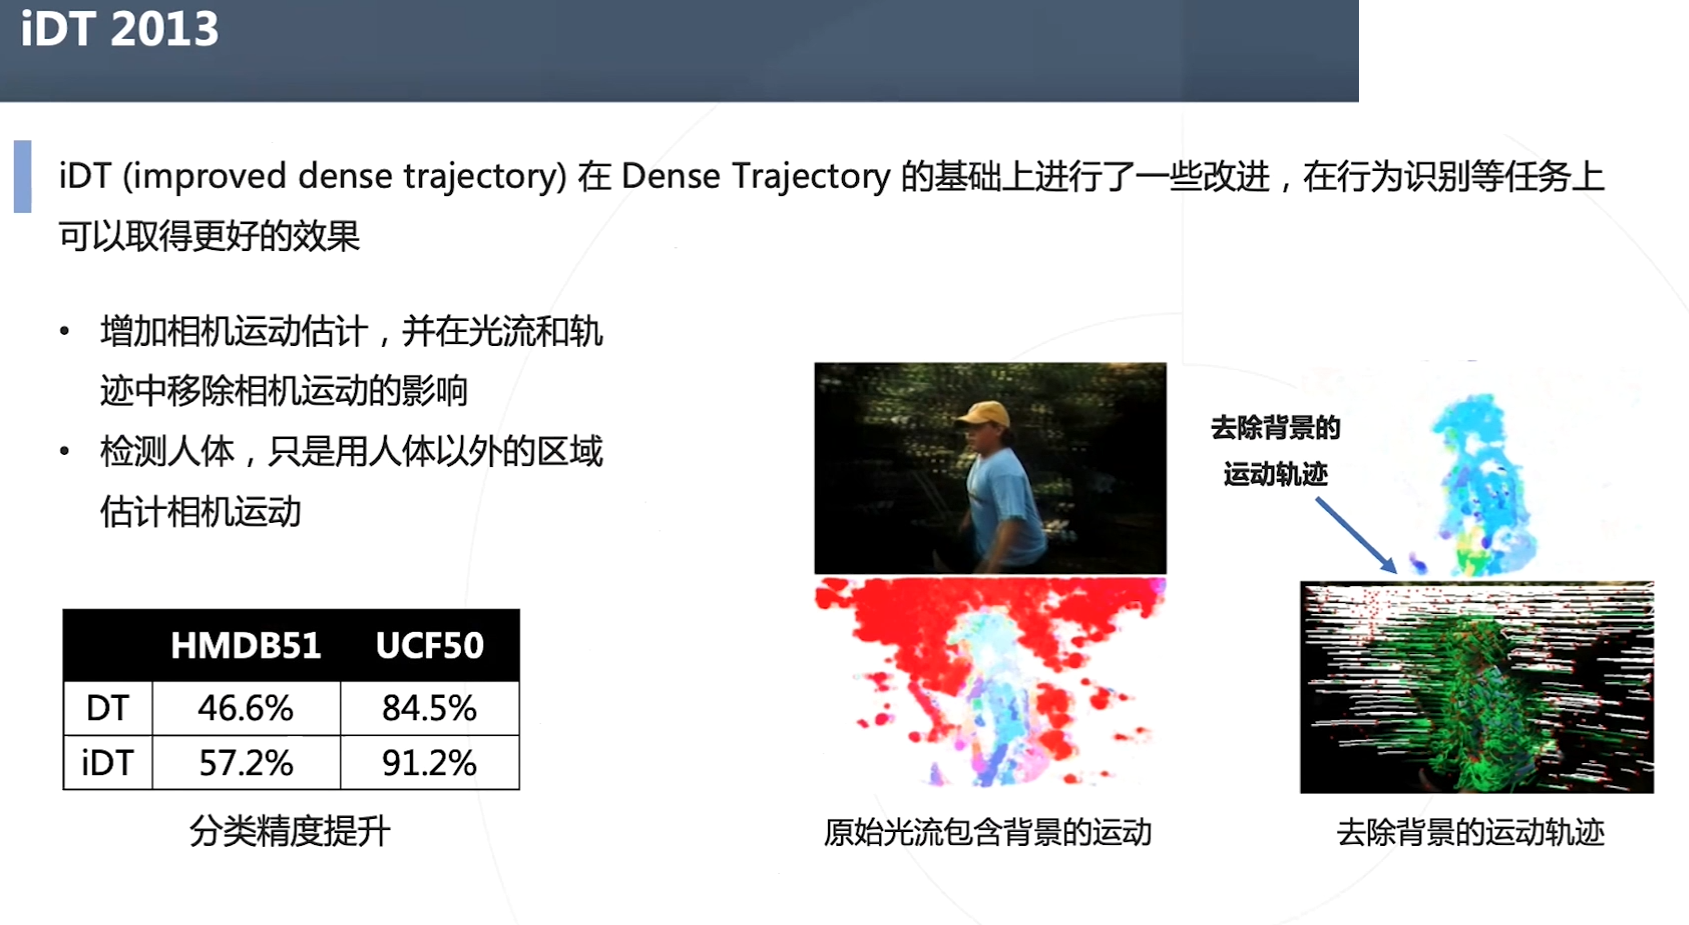 iDT 2013
iDT (improved dense trajectory) 在 Dense Trajectory 的基础上进行了一些改进，在行为识别等任务上
可以取得更好的效果
• 增加相机运动估计，并在光流和轨
迹中移除相机运动的影响
• 检测人体，只是用人体以外的区域
估计相机运动
HMDB51 UCF50
DT 46.6% 84.5%
iDT 57.2% 91.2%
分类精度提升
去除背景的
运动轨迹
原始光流包含背景的运动
去除背景的运动轨迹